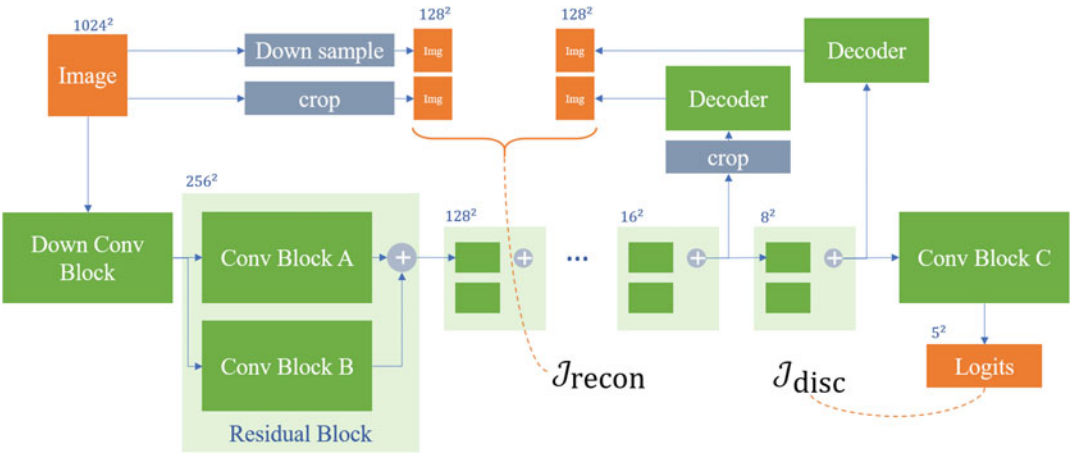 1024²
Image
Down sample
crop
128²
Img
Img
128²
Img
Img
Decoder
Decoder
crop
Down Conv
Block
256²
Conv Block A
Conv Block B
Residual Block
128²
...
16²
8²
Conv Block C
5²
Logits
𝒥recon
𝒥disc